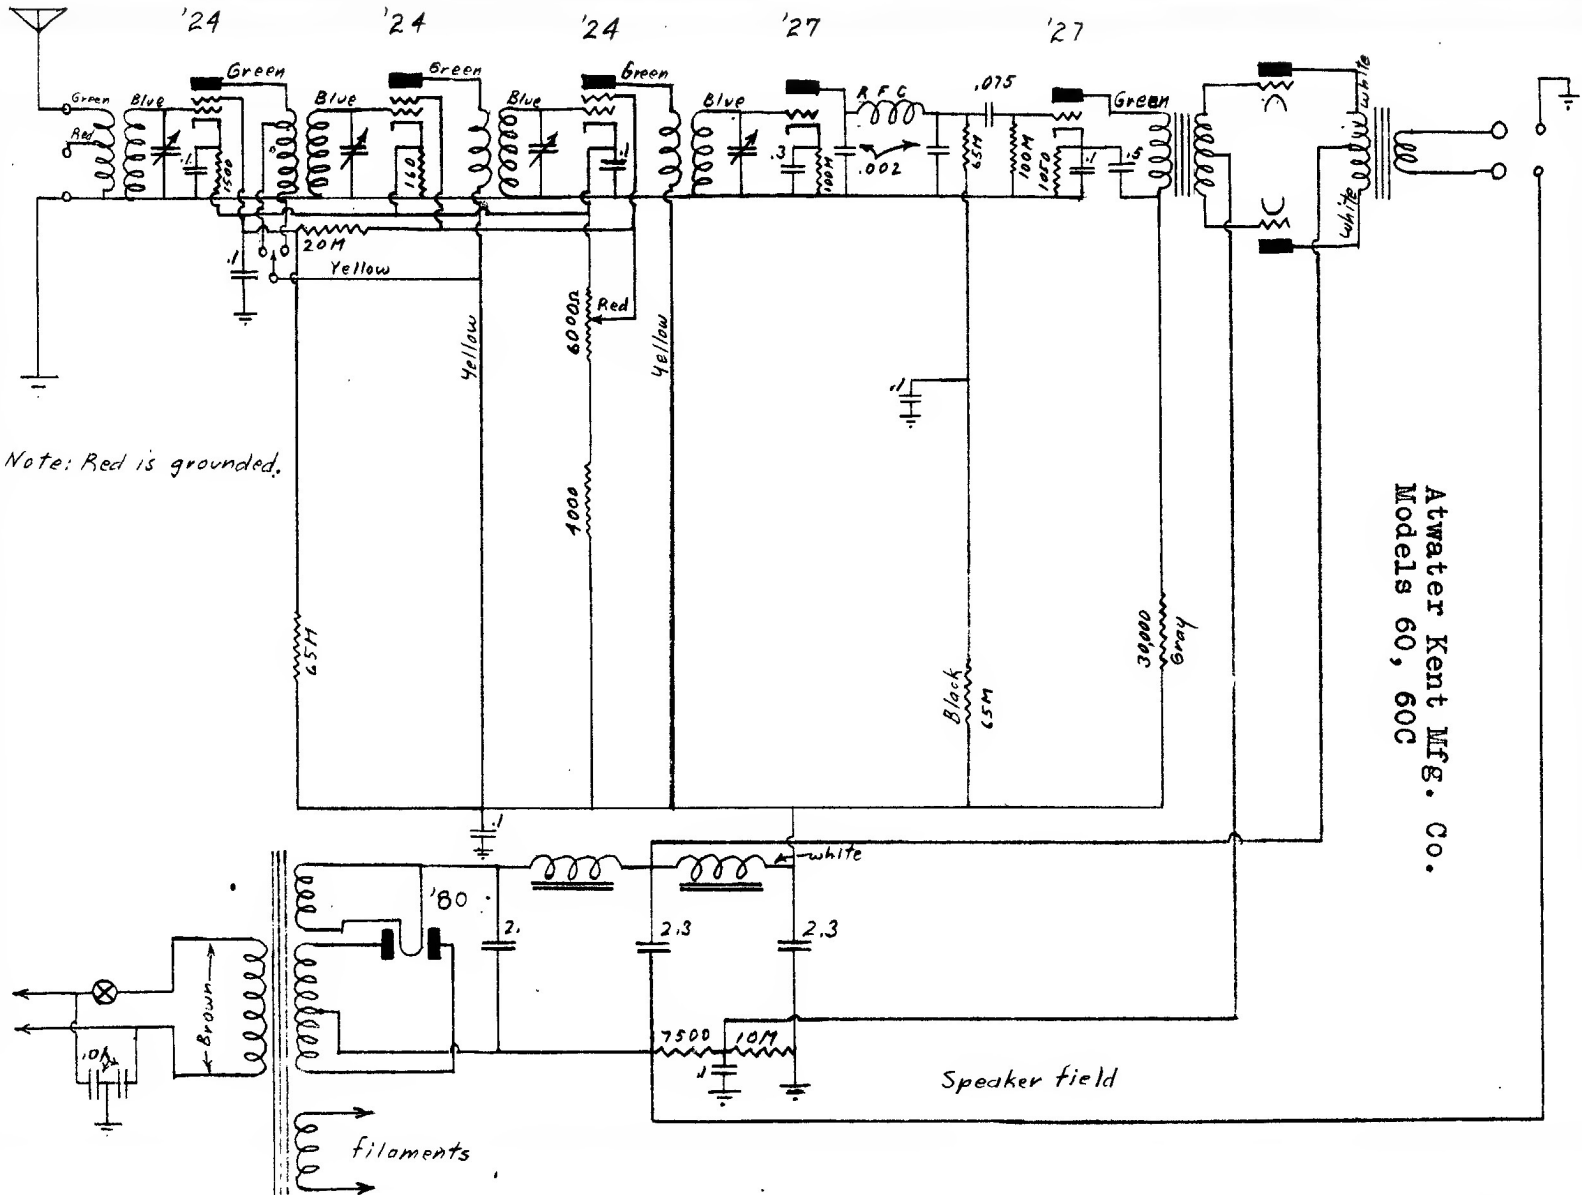 '24
'24
'24
'27
'27
Green
Green
Green
RFC
.075
Green
white
Green
Blue
Blue
Blue
Blue
Red
.1
1500
160
.1
.3
100M
.002
65M
100M
1050
.1
.5
white
20M
.1
Yellow
6000Ω
Red
Yellow
Yellow
.1
Note: Red is grounded.
4000
Atwater Kent Mfg. Co.
Models 60, 60C
65M
30,000
Gray
Black
65M
.1
white
'80
2.
2.3
2.3
Brown
7500
10M
.1
Speaker field
filaments